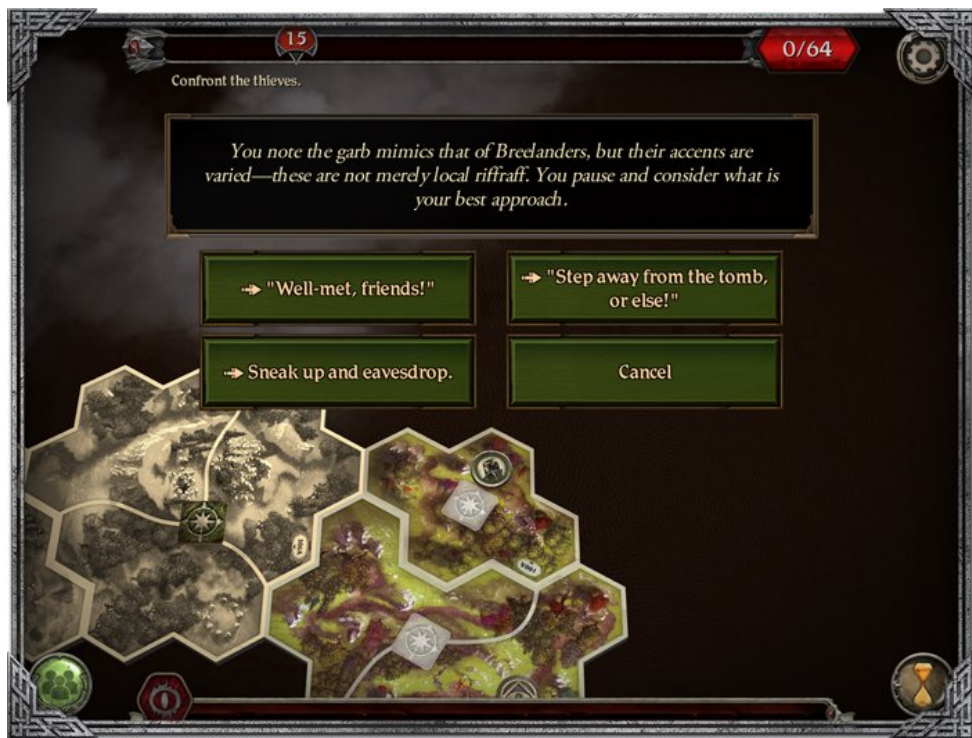 15
0/64
Confront the thieves.
You note the garb mimics that of Breelanders, but their accents are
varied—these are not merely local riffraff. You pause and consider what is
your best approach.
"Well-met, friends!"
"Step away from the tomb,
or else!"
Sneak up and eavesdrop.
Cancel